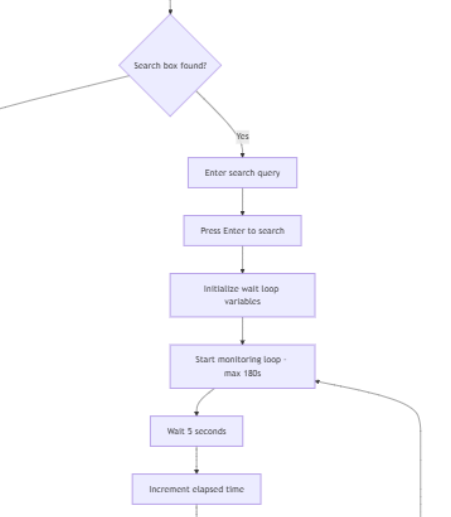 Search box found?
Yes
Enter search query
Press Enter to search
Initialize wait loop
variables
Start monitoring loop -
max 180s
Wait 5 seconds
Increment elapsed time